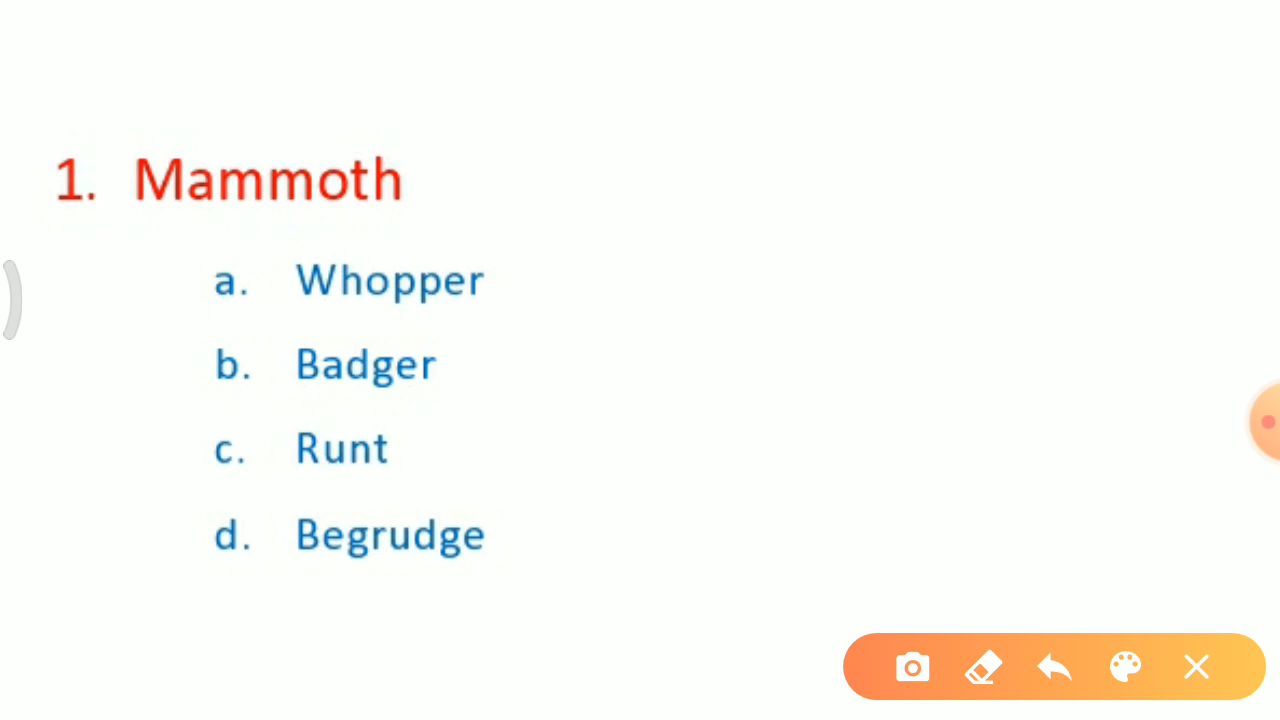 1. Mammoth
a. Whopper
b. Badger
c. Runt
d. Begrudge